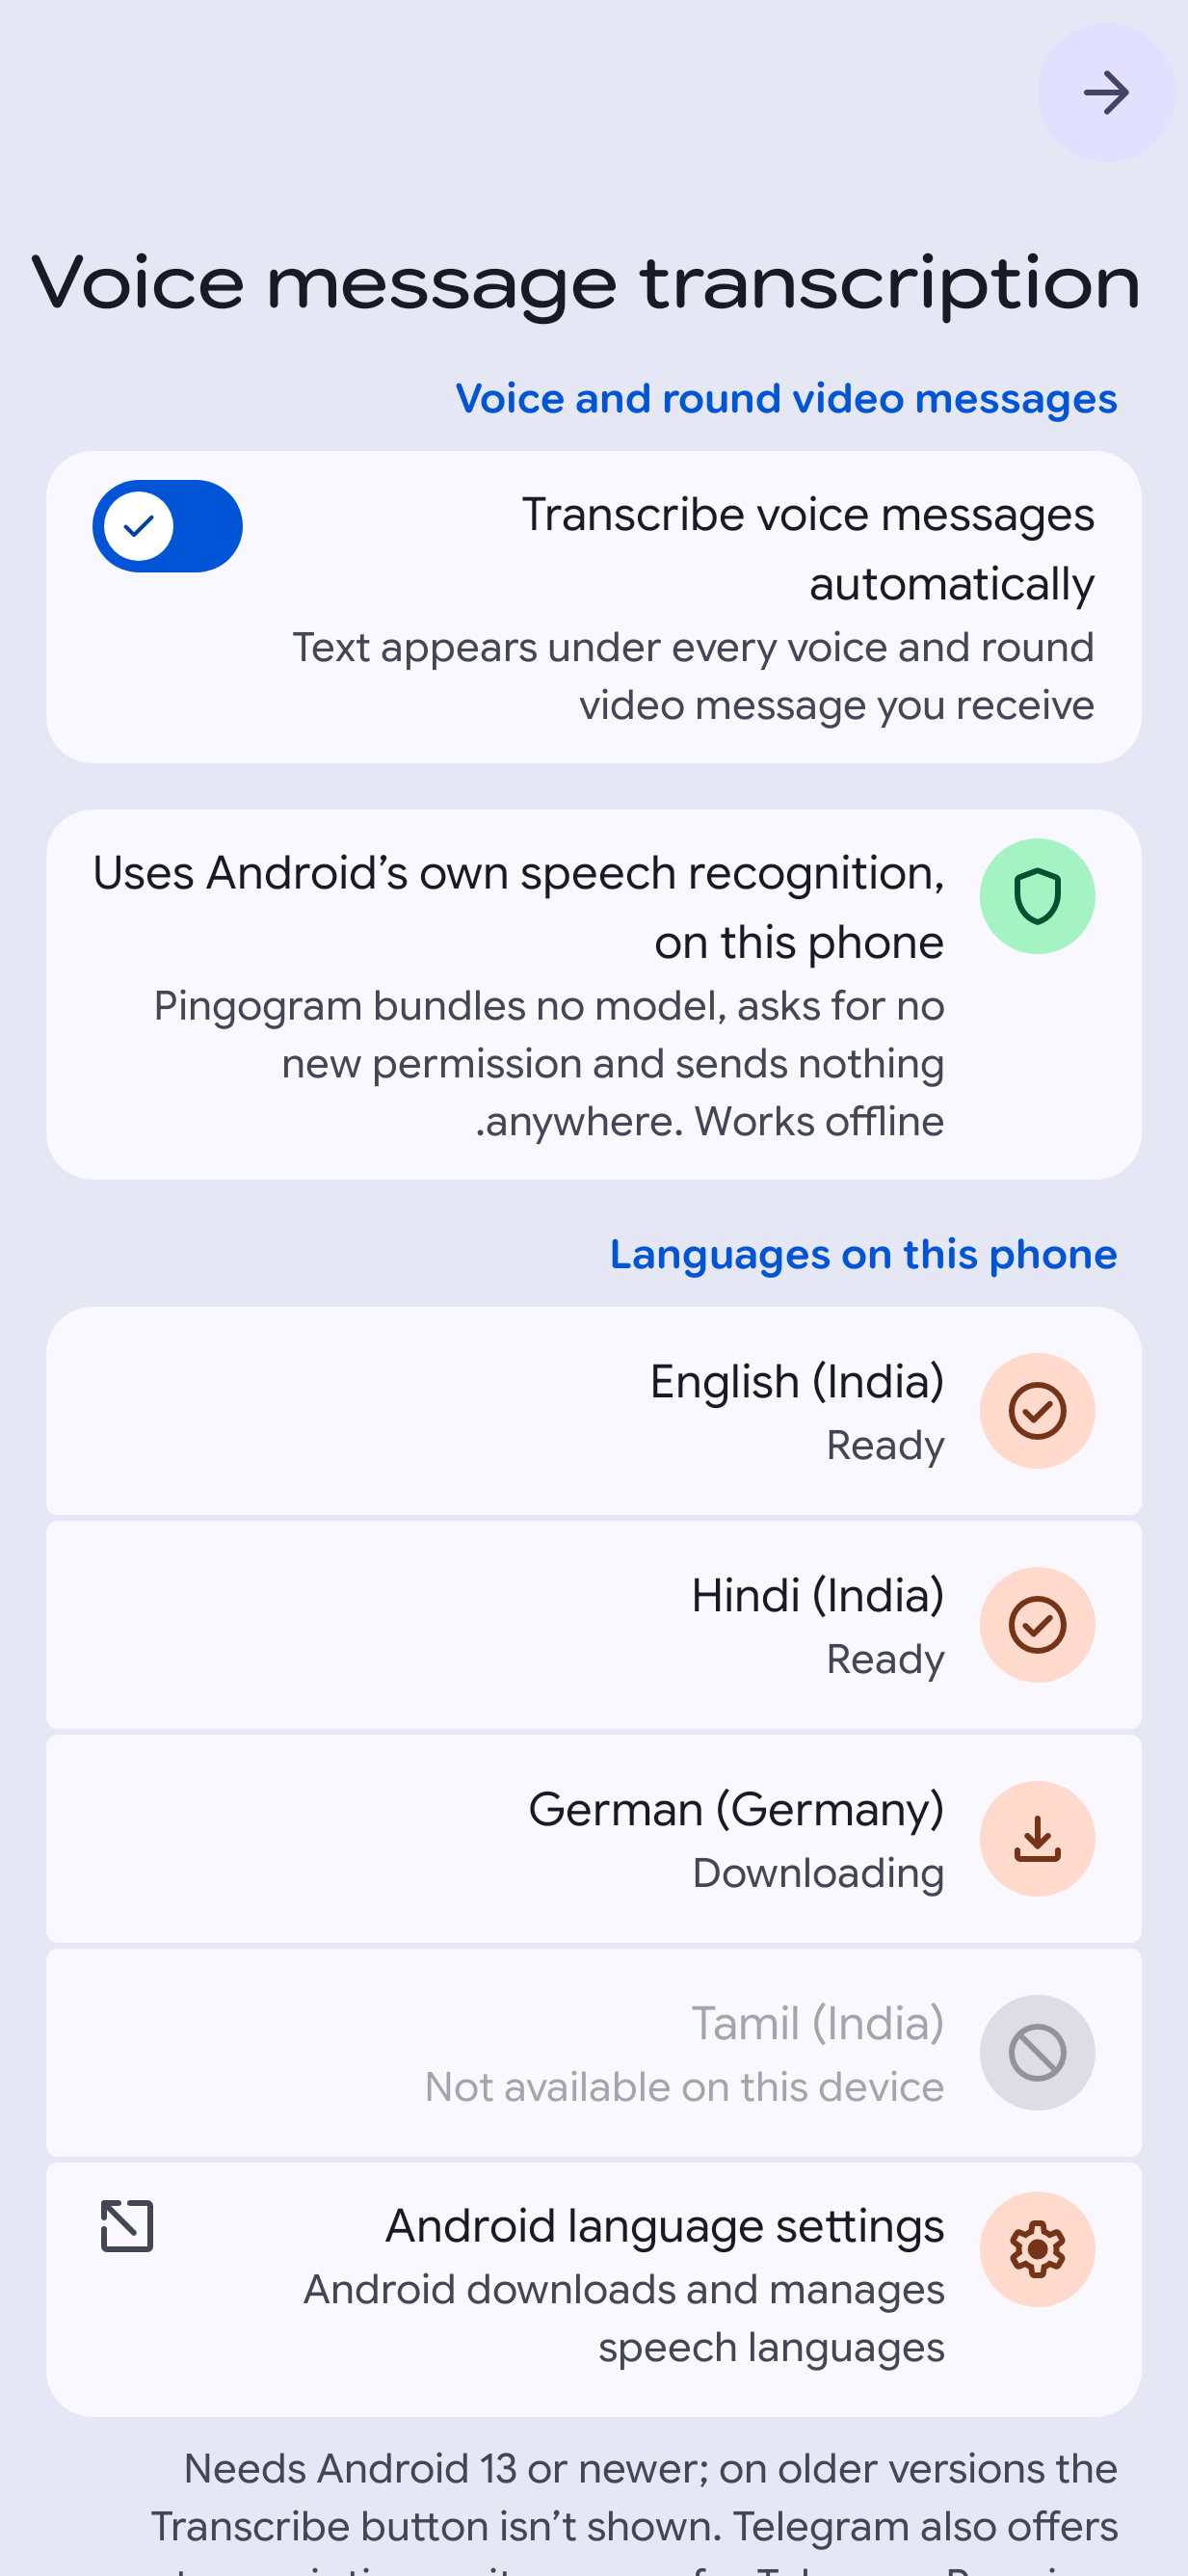 Voice message transcription
Voice and round video messages
Transcribe voice messages
automatically
Text appears under every voice and round
video message you receive
Uses Android’s own speech recognition,
on this phone
Pingogram bundles no model, asks for no
new permission and sends nothing
.anywhere. Works offline
Languages on this phone
English (India)
Ready
Hindi (India)
Ready
German (Germany)
Downloading
Tamil (India)
Not available on this device
Android language settings
Android downloads and manages
speech languages
Needs Android 13 or newer; on older versions the
Transcribe button isn’t shown. Telegram also offers